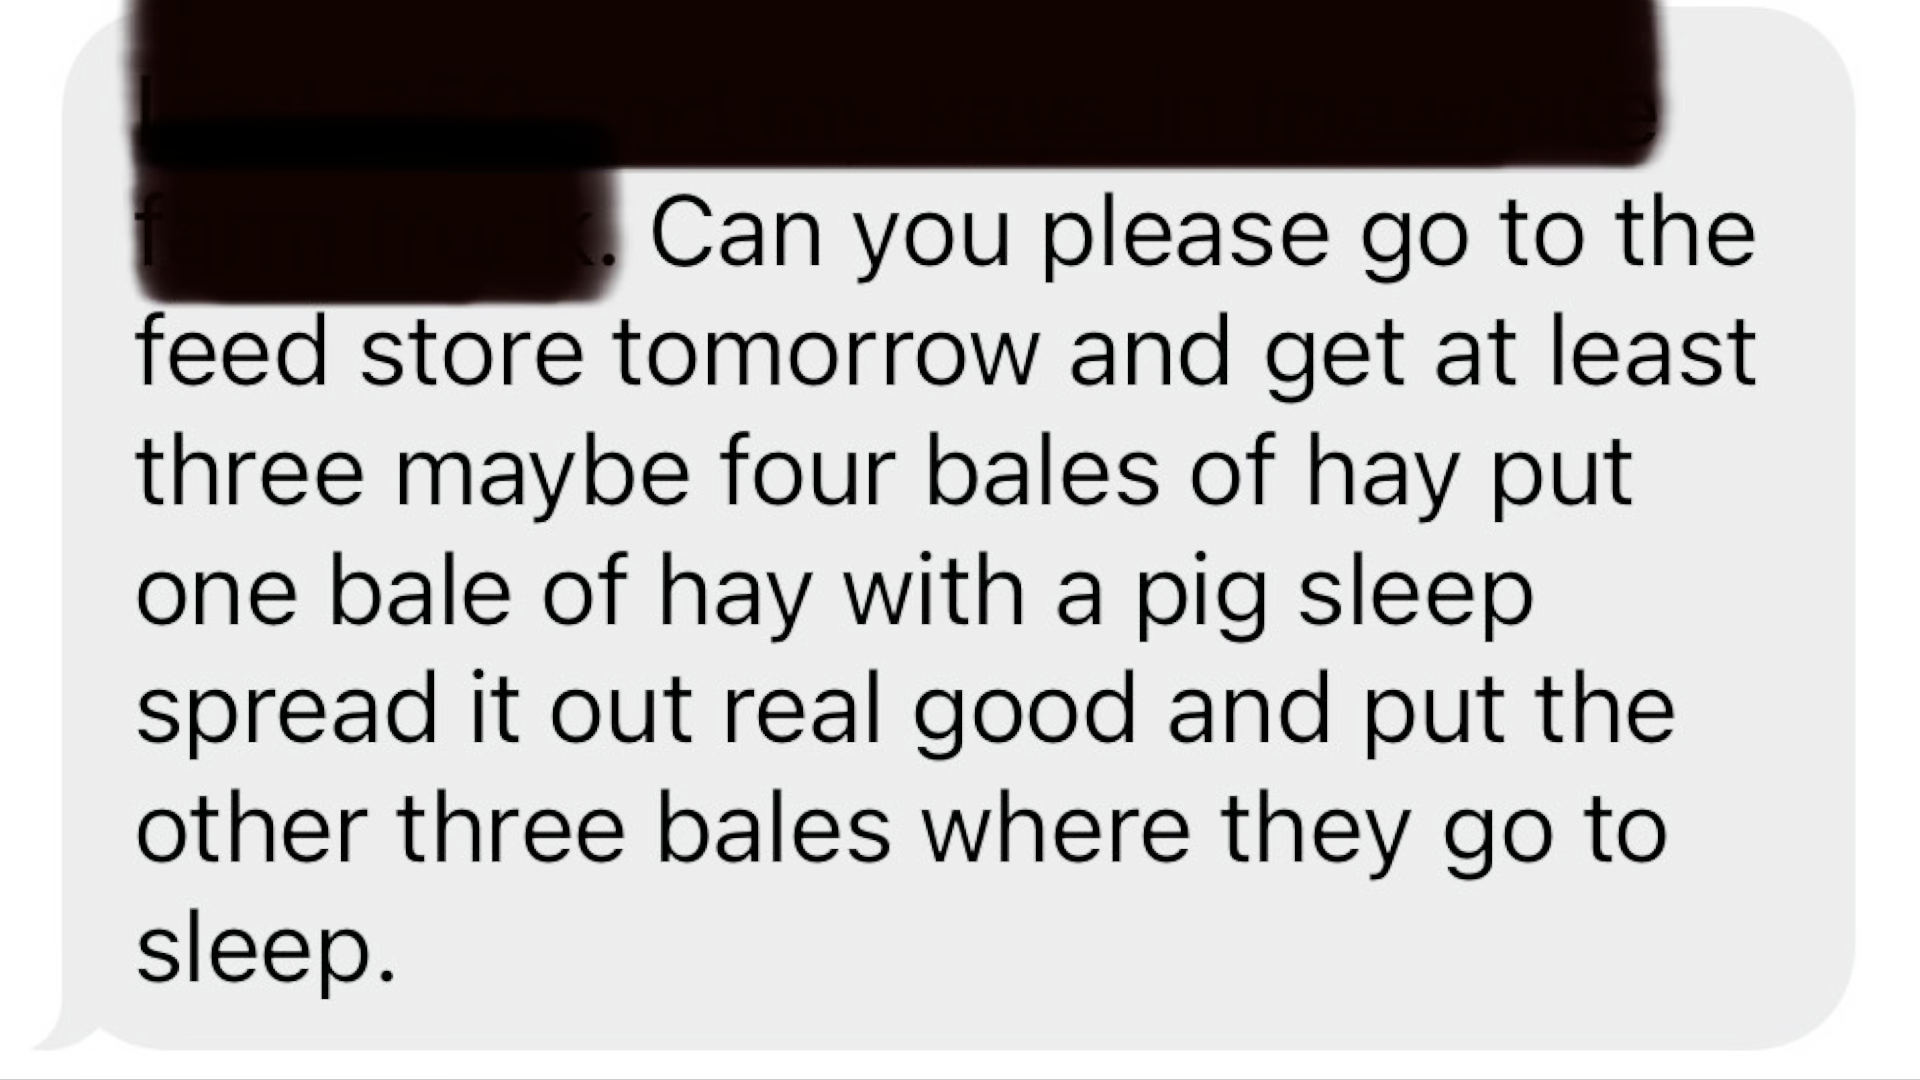 . Can you please go to the
feed store tomorrow and get at least
three maybe four bales of hay put
one bale of hay with a pig sleep
spread it out real good and put the
other three bales where they go to
sleep.